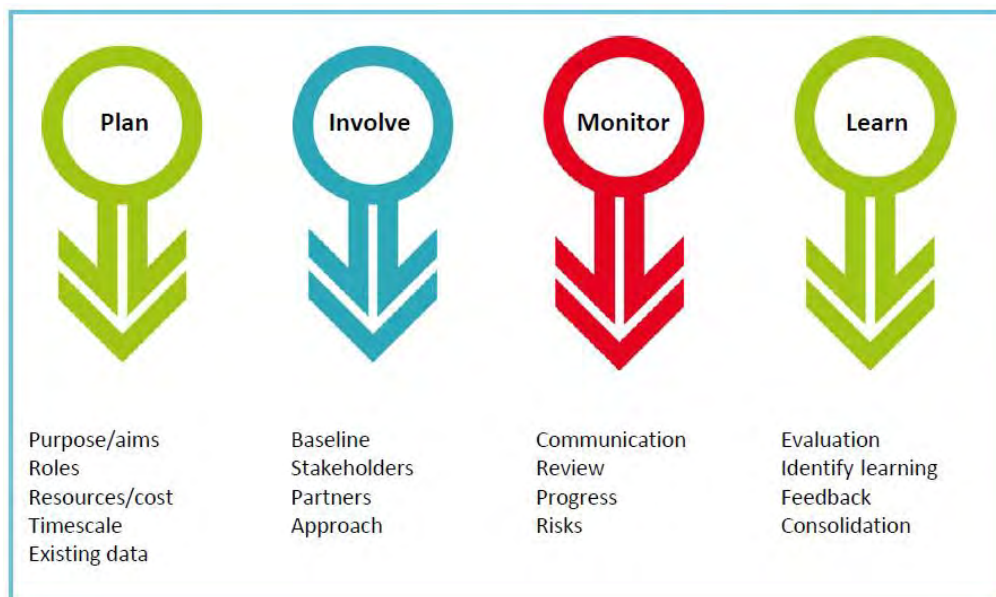 Plan
Involve
Monitor
Learn
Purpose/aims
Roles
Resources/cost
Timescale
Existing data
Baseline
Stakeholders
Partners
Approach
Communication
Review
Progress
Risks
Evaluation
Identify learning
Feedback
Consolidation